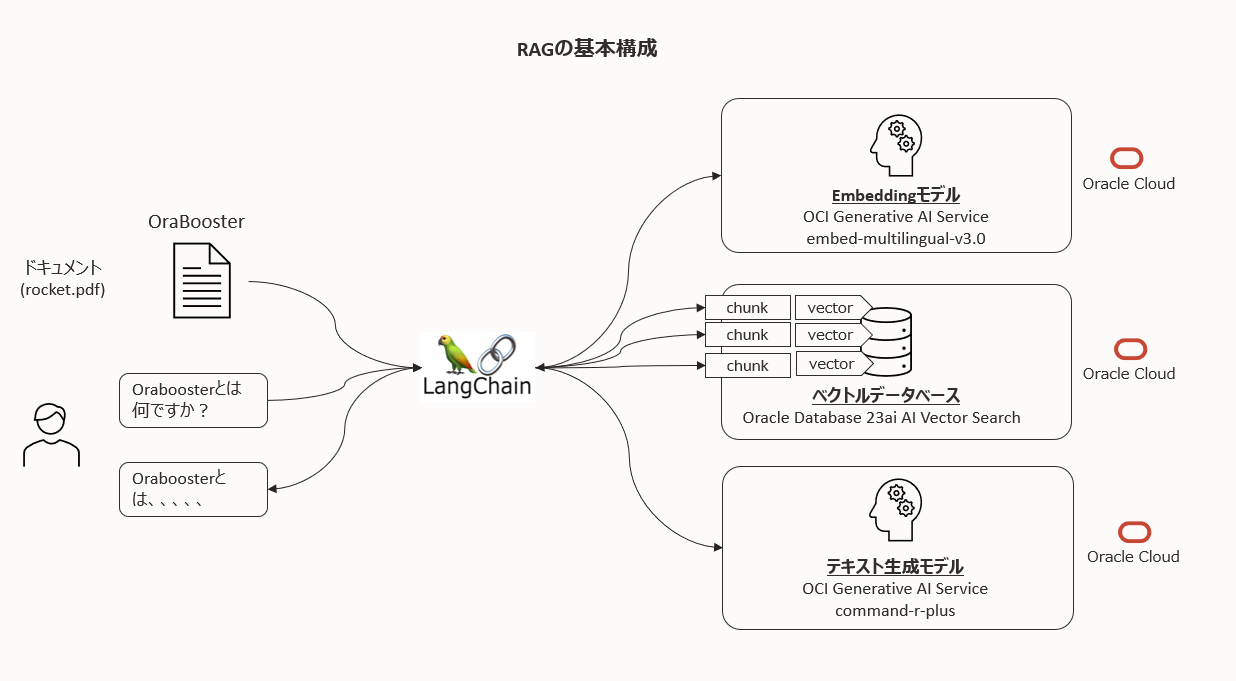 RAGの基本構成
OraBooster
ドキュメント
(rocket.pdf)
Oraboosterとは
何ですか？
Oraboosterと
は、、、、、
LangChain
Embeddingモデル
OCI Generative AI Service
embed-multilingual-v3.0
Oracle Cloud
chunk
vector
chunk
vector
chunk
vector
ベクトルデータベース
Oracle Database 23ai AI Vector Search
Oracle Cloud
テキスト生成モデル
OCI Generative AI Service
command-r-plus
Oracle Cloud